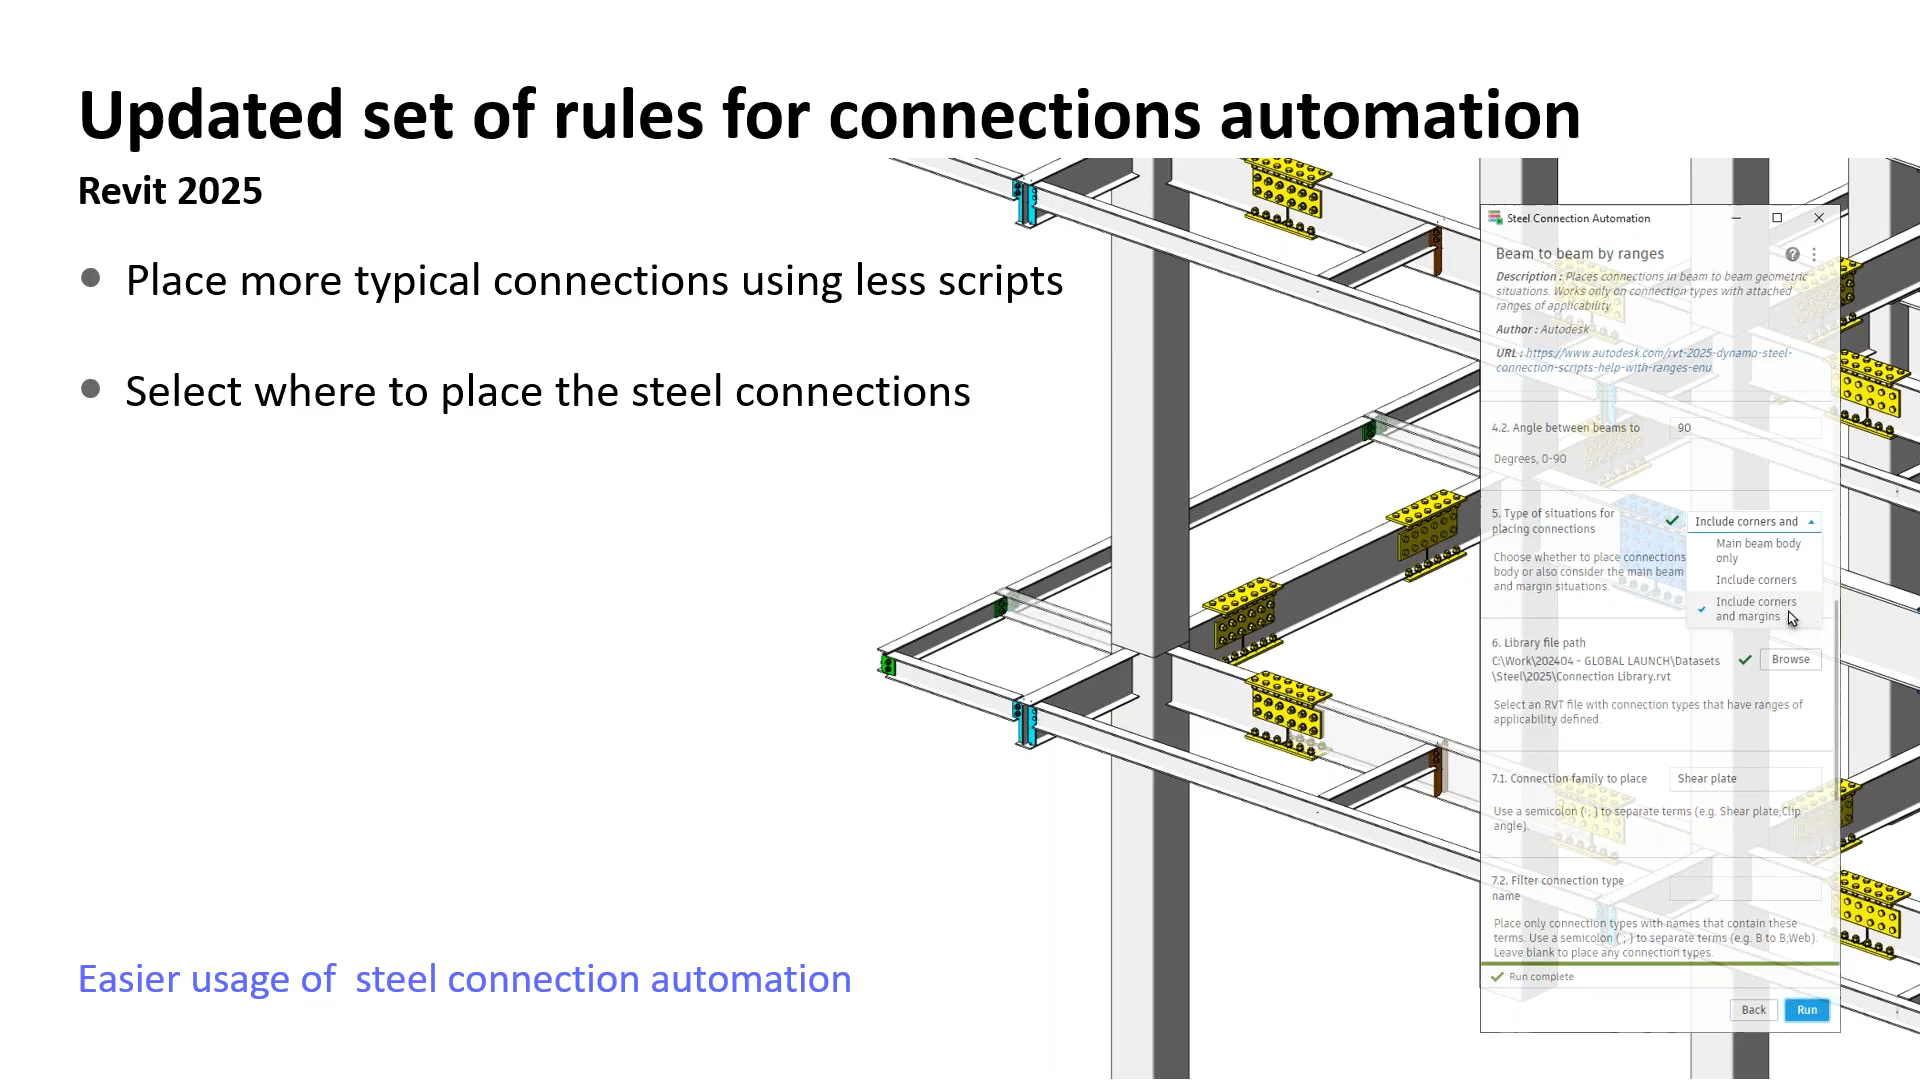 Updated set of rules for connections automation
Revit 2025
Place more typical connections using less scripts
Select where to place the steel connections
Easier usage of  steel connection automation
Steel Connection Automation
Beam to beam by ranges
Description : Places connections in beam to beam geometric
situations. Works only on connection types with attached
ranges of applicability.
Author : Autodesk
URL : https://www.autodesk.com/rvt-2025-dynamo-steel-
connection-scripts-help-with-ranges-enu
4.2. Angle between beams to
90
Degrees, 0-90
5. Type of situations for
placing connections
Include corners and
Choose whether to place connections
body or also consider the main beam
and margin situations.
Main beam body
only
Include corners
Include corners
and margins
6. Library file path
C:\Work\202404 - GLOBAL LAUNCH\Datasets
\Steel\2025\Connection Library.rvt
Browse
Select an RVT file with connection types that have ranges of
applicability defined.
7.1. Connection family to place
Shear plate
Use a semicolon ( ; ) to separate terms (e.g. Shear plate;Clip
angle).
7.2. Filter connection type
name
Place only connection types with names that contain these
terms. Use a semicolon ( ; ) to separate terms (e.g. B to B;Web).
Leave blank to place any connection types.
Run complete
Back
Run